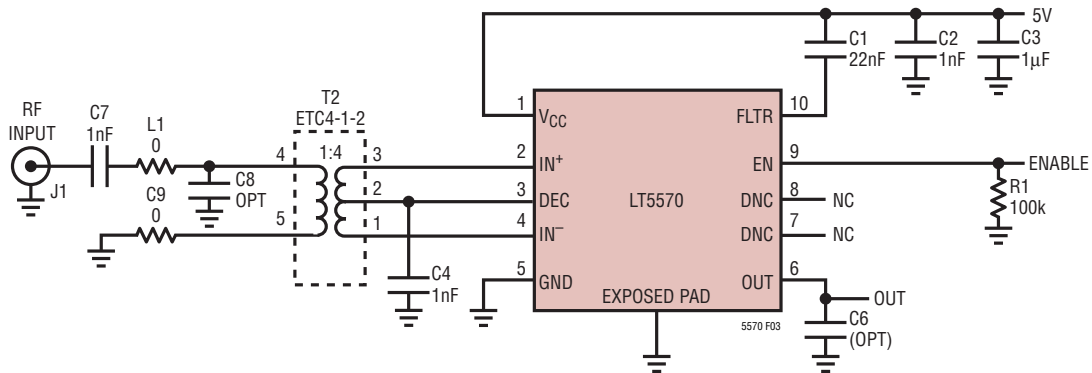 5V
C1
22nF
C2
1nF
C3
1µF
RF
INPUT
J1
C7
1nF
L1
0
C8
OPT
C9
0
T2
ETC4-1-2
1:4
4
5
3
2
1
C4
1nF
1
VCC
2
IN+
3
DEC
4
IN−
5
GND
LT5570
EXPOSED PAD
FLTR
10
EN
9
DNC
8
NC
DNC
7
NC
OUT
6
ENABLE
R1
100k
OUT
C6
(OPT)
5570 F03